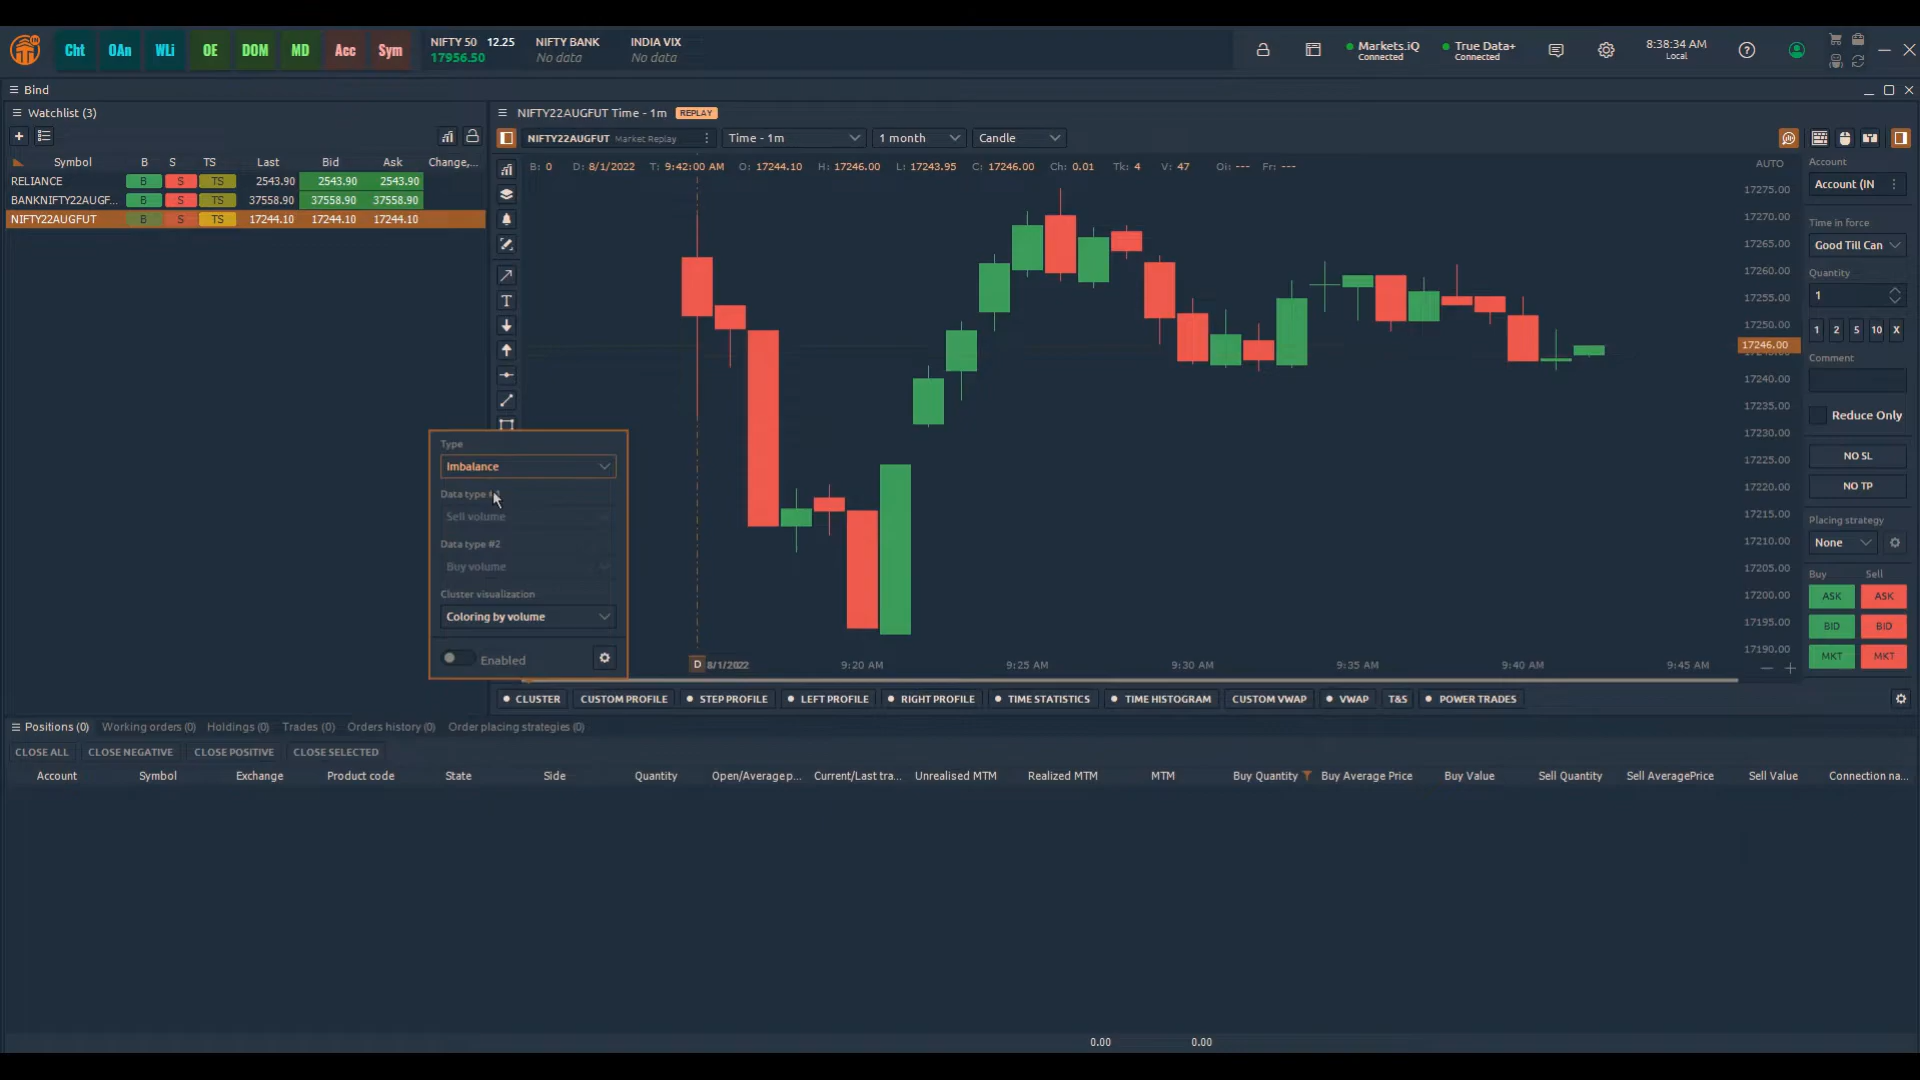 Cht OAn WLi OE DOM MD Acc Sym
NIFTY 50 12.25 NIFTY BANK INDIA VIX
17956.50 No data No data
Markets.iQ True Data+ 8:38:34 AM
Connected Connected Local
Bind
Watchlist (3)
NIFTY22AUGFUT Time - 1m REPLAY
NIFTY22AUGFUT Market Replay Time - 1m 1 month Candle
Symbol B S TS Last Bid Ask Change,...
RELIANCE B S TS 2543.90 2543.90 2543.90
BANKNIFTY22AUGF... B S TS 37558.90 37558.90 37558.90
NIFTY22AUGFUT B S TS 17244.10 17244.10 17244.10
B: 0 D: 8/1/2022 T: 9:42:00 AM O: 17244.10 H: 17246.00 L: 17243.95 C: 17246.00 Ch: 0.01 Tk: 4 V: 47 Oi: --- Fr: ---
AUTO
17275.00
17270.00
17265.00
17260.00
17255.00
17250.00
17246.00
17240.00
17235.00
17230.00
17225.00
17220.00
17215.00
17210.00
17205.00
17200.00
17195.00
17190.00
Account
Account (IN
Time in force
Good Till Can
Quantity
1
1 2 5 10 X
Comment
Reduce Only
NO SL
NO TP
Placing strategy
None
Buy Sell
ASK ASK
BID BID
MKT MKT
Type
Imbalance
Data type #1
Sell volume
Data type #2
Buy volume
Cluster visualization
Coloring by volume
Enabled
D 8/1/2022 9:20 AM 9:25 AM 9:30 AM 9:35 AM 9:40 AM 9:45 AM
CLUSTER CUSTOM PROFILE STEP PROFILE LEFT PROFILE RIGHT PROFILE TIME STATISTICS TIME HISTOGRAM CUSTOM VWAP VWAP T&S POWER TRADES
Positions (0) Working orders (0) Holdings (0) Trades (0) Orders history (0) Order placing strategies (0)
CLOSE ALL CLOSE NEGATIVE CLOSE POSITIVE CLOSE SELECTED
Account Symbol Exchange Product code State Side Quantity Open/Average p... Current/Last tra... Unrealised MTM Realized MTM MTM Buy Quantity Buy Average Price Buy Value Sell Quantity Sell AveragePrice Sell Value Connection na...
0.00 0.00